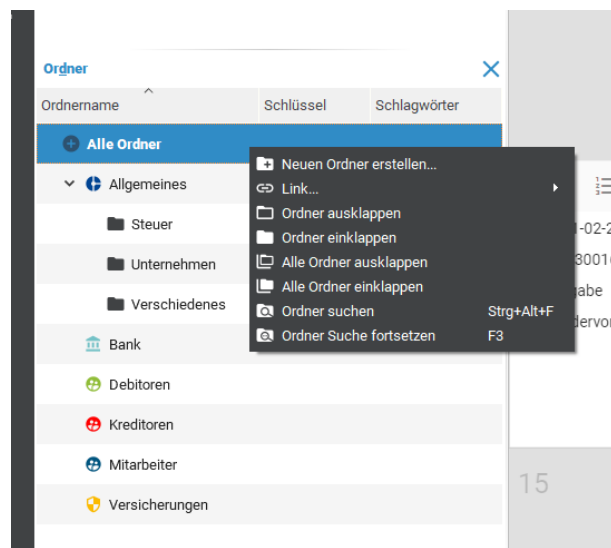 Ordner
Ordnername Schlüssel Schlagwörter
Alle Ordner
Allgemeines
Steuer
Unternehmen
Verschiedenes
Bank
Debitoren
Kreditoren
Mitarbeiter
Versicherungen
Neuen Ordner erstellen...
Link...
Ordner ausklappen
Ordner einklappen
Alle Ordner ausklappen
Alle Ordner einklappen
Ordner suchen Strg+Alt+F
Ordner Suche fortsetzen F3
15